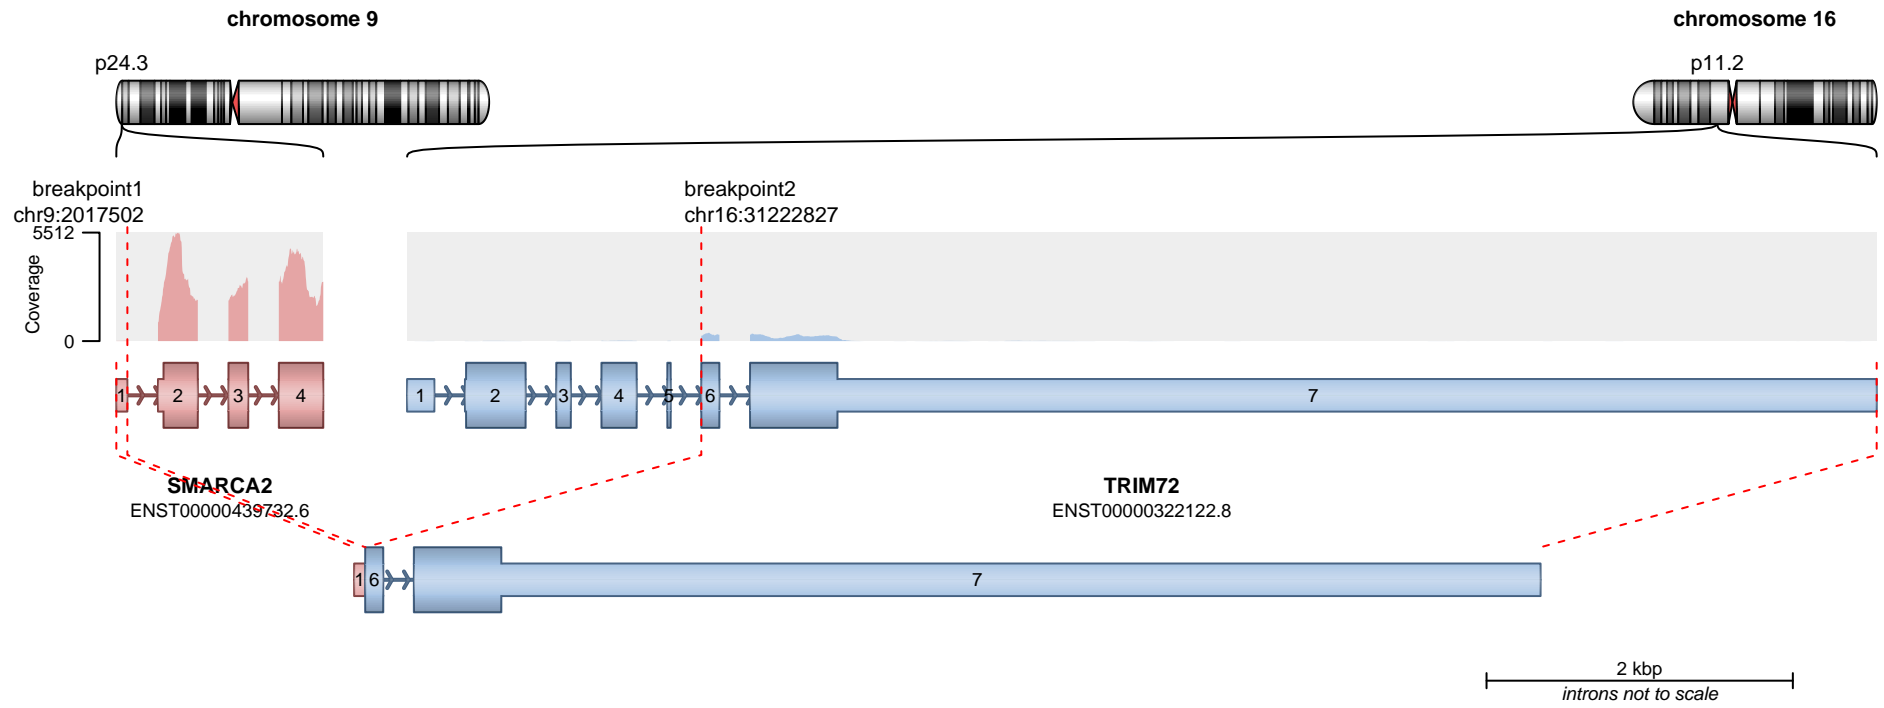 chromosome 9
chromosome 16
p24.3
p11.2
breakpoint1
chr9:2017502
breakpoint2
chr16:31222827
5512
Coverage
0
1 2 3 4
1 2 3 4 5 6 7
SMARCA2
ENST00000439732.6
TRIM72
ENST00000322122.8
1 6 7
2 kbp
introns not to scale